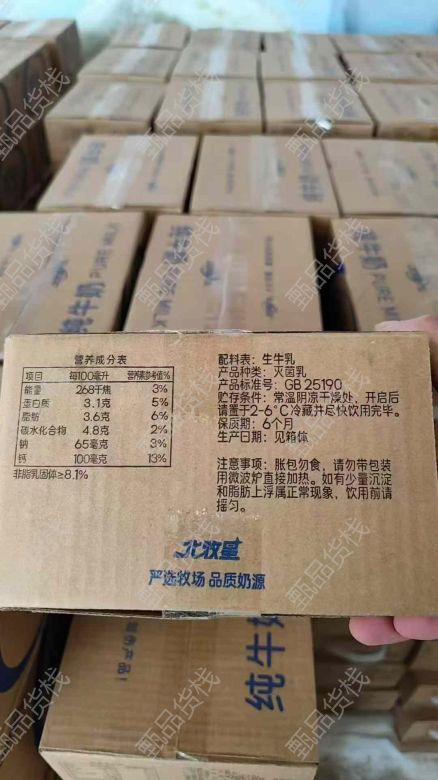 纯牛奶
PURE MILK
营养成分表
项目 每100毫升 营养素参考值%
能量 268千焦 3%
蛋白质 3.1克 5%
脂肪 3.6克 6%
碳水化合物 4.8克 2%
钠 65毫克 3%
钙 100毫克 13%
非脂乳固体≥8.1%
配料表：生牛乳
产品种类：灭菌乳
产品标准号：GB 25190
贮存条件：常温阴凉干燥处，开启后
请置于2-6°C冷藏并尽快饮用完毕。
保质期：6个月
生产日期：见箱体
注意事项：胀包勿食，请勿带包装
用微波炉直接加热。如有少量沉淀
和脂肪上浮属正常现象，饮用前请
摇匀。
北牧星
严选牧场 品质奶源
纯牛奶
甄品货栈